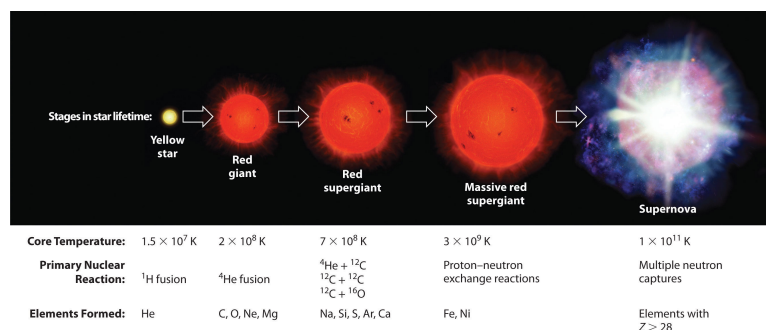 Stages in star lifetime:
Yellow
star
Red
giant
Red
supergiant
Massive red
supergiant
Supernova
Core Temperature: 1.5 × 10⁷ K 2 × 10⁸ K 7 × 10⁸ K 3 × 10⁹ K 1 × 10¹¹ K
Primary Nuclear
Reaction:
¹H fusion
⁴He fusion
⁴He + ¹²C
¹²C + ¹²C
¹²C + ¹⁶O
Proton–neutron
exchange reactions
Multiple neutron
captures
Elements Formed: He C, O, Ne, Mg Na, Si, S, Ar, Ca Fe, Ni Elements with
Z > 28